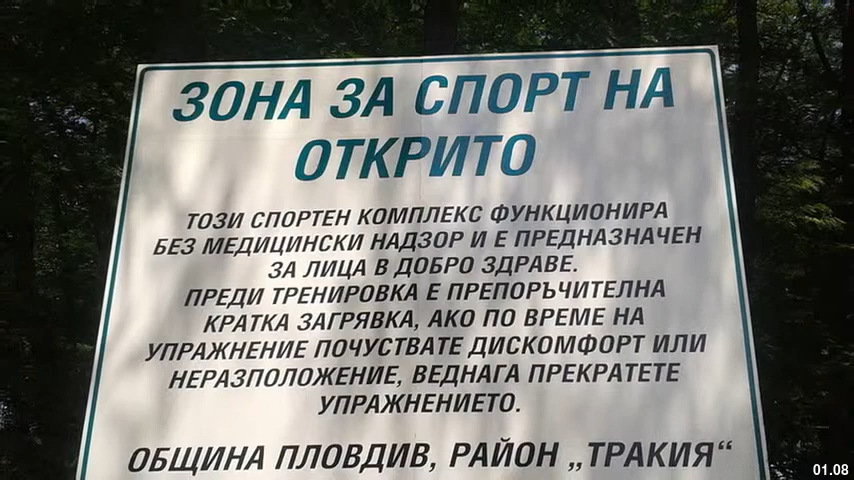 ЗОНА ЗА СПОРТ НА
ОТКРИТО
ТОЗИ СПОРТЕН КОМПЛЕКС ФУНКЦИОНИРА
БЕЗ МЕДИЦИНСКИ НАДЗОР И Е ПРЕДНАЗНАЧЕН
ЗА ЛИЦА В ДОБРО ЗДРАВЕ.
ПРЕДИ ТРЕНИРОВКА Е ПРЕПОРЪЧИТЕЛНА
КРАТКА ЗАГРЯВКА, АКО ПО ВРЕМЕ НА
УПРАЖНЕНИЕ ПОЧУСТВАТЕ ДИСКОМФОРТ ИЛИ
НЕРАЗПОЛОЖЕНИЕ, ВЕДНАГА ПРЕКРАТЕТЕ
УПРАЖНЕНИЕТО.
ОБЩИНА ПЛОВДИВ, РАЙОН „ТРАКИЯ“
01.08